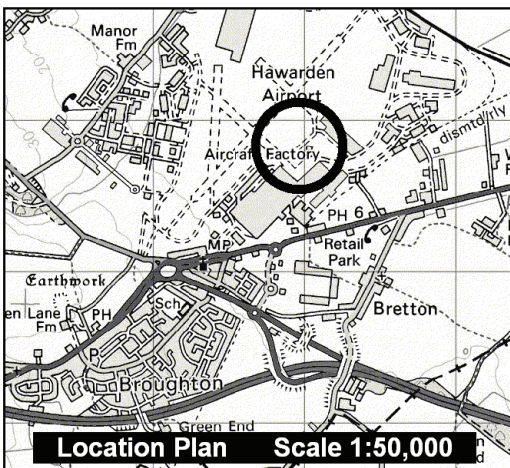 Manor
Fm
Hawarden
Airport
dismtd rly
Aircraft Factory
PH 6
MP
Retail
Park
Earthwork
Sch
Bretton
en Lane
Fm
PH
P
Broughton
Green End
Location Plan Scale 1:50,000